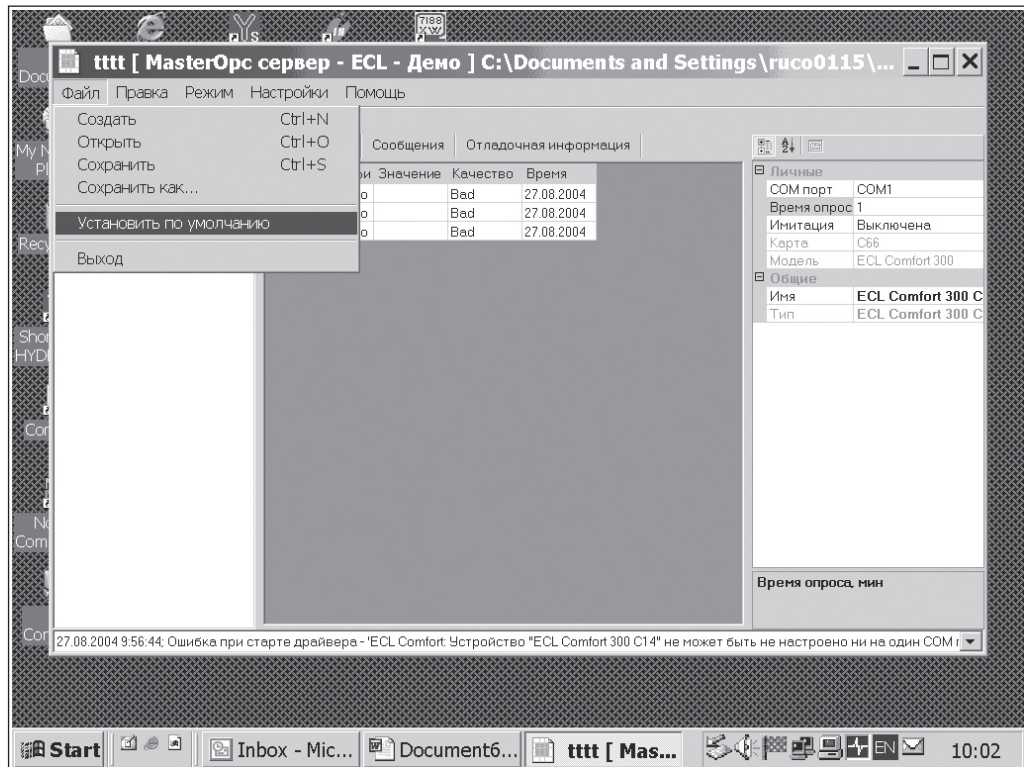 7188
XW
Ys
tttt [ MasterOpc сервер - ECL - Демо ] C:\Documents and Settings\ruco0115\...
Файл Правка Режим Настройки Помощь
Создать Ctrl+N
Открыть Ctrl+O
Сохранить Ctrl+S
Сохранить как...
Установить по умолчанию
Выход
Сообщения Отладочная информация
Значение Качество Время
Bad 27.08.2004
Bad 27.08.2004
Bad 27.08.2004
Личные
COM порт COM1
Время опрос 1
Имитация Выключена
Карта C66
Модель ECL Comfort 300
Общие
Имя ECL Comfort 300 C
Тип ECL Comfort 300 C
Время опроса, мин
27.08.2004 9:56:44; Ошибка при старте драйвера - 'ECL Comfort: Устройство "ECL Comfort 300 C14" не может быть не настроено ни на один COM
Start Inbox - Mic... Document6... tttt [ Mas... EN 10:02